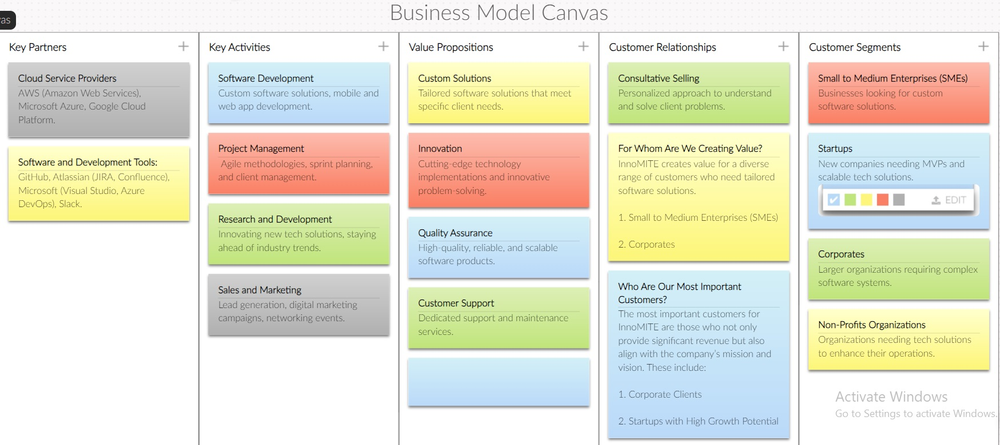 Business Model Canvas
vas
Key Partners
Cloud Service Providers
AWS (Amazon Web Services),
Microsoft Azure, Google Cloud
Platform.
Software and Development Tools:
GitHub, Atlassian (JIRA, Confluence),
Microsoft (Visual Studio, Azure
DevOps), Slack.
Key Activities
Software Development
Custom software solutions, mobile and
web app development.
Project Management
Agile methodologies, sprint planning,
and client management.
Research and Development
Innovating new tech solutions, staying
ahead of industry trends.
Sales and Marketing
Lead generation, digital marketing
campaigns, networking events.
Value Propositions
Custom Solutions
Tailored software solutions that meet
specific client needs.
Innovation
Cutting-edge technology
implementations and innovative
problem-solving.
Quality Assurance
High-quality, reliable, and scalable
software products.
Customer Support
Dedicated support and maintenance
services.
Customer Relationships
Consultative Selling
Personalized approach to understand
and solve client problems.
For Whom Are We Creating Value?
InnoMITE creates value for a diverse
range of customers who need tailored
software solutions.
1. Small to Medium Enterprises (SMEs)
2. Corporates
Who Are Our Most Important
Customers?
The most important customers for
InnoMITE are those who not only
provide significant revenue but also
align with the company's mission and
vision. These include:
1. Corporate Clients
2. Startups with High Growth Potential
Customer Segments
Small to Medium Enterprises (SMEs)
Businesses looking for custom
software solutions.
Startups
New companies needing MVPs and
scalable tech solutions.
EDIT
Corporates
Larger organizations requiring complex
software systems.
Non-Profits Organizations
Organizations needing tech solutions
to enhance their operations.
Activate Windows
Go to Settings to activate Windows.